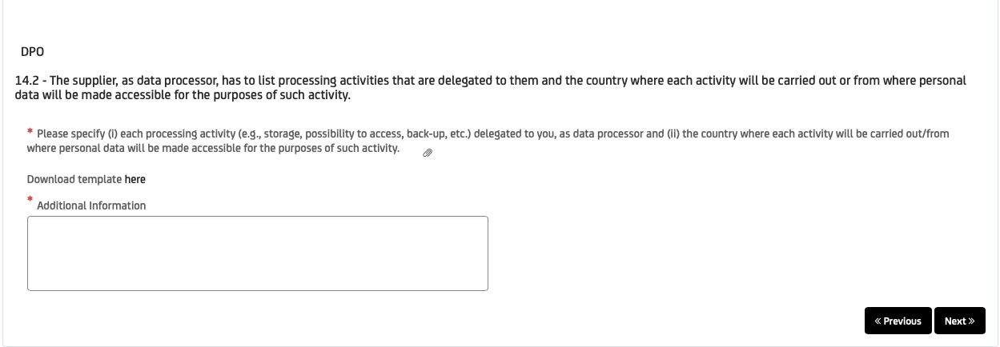 DPO
14.2 - The supplier, as data processor, has to list processing activities that are delegated to them and the country where each activity will be carried out or from where personal
data will be made accessible for the purposes of such activity.
* Please specify (i) each processing activity (e.g., storage, possibility to access, back-up, etc.) delegated to you, as data processor and (ii) the country where each activity will be carried out/from
where personal data will be made accessible for the purposes of such activity.
Download template here
* Additional Information
« Previous Next »